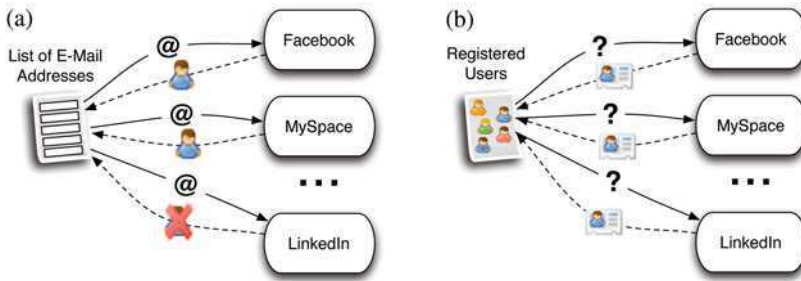 (a)
List of E-Mail
Addresses
@
Facebook
@
MySpace
...
@
LinkedIn
(b)
Registered
Users
?
Facebook
?
MySpace
...
?
LinkedIn